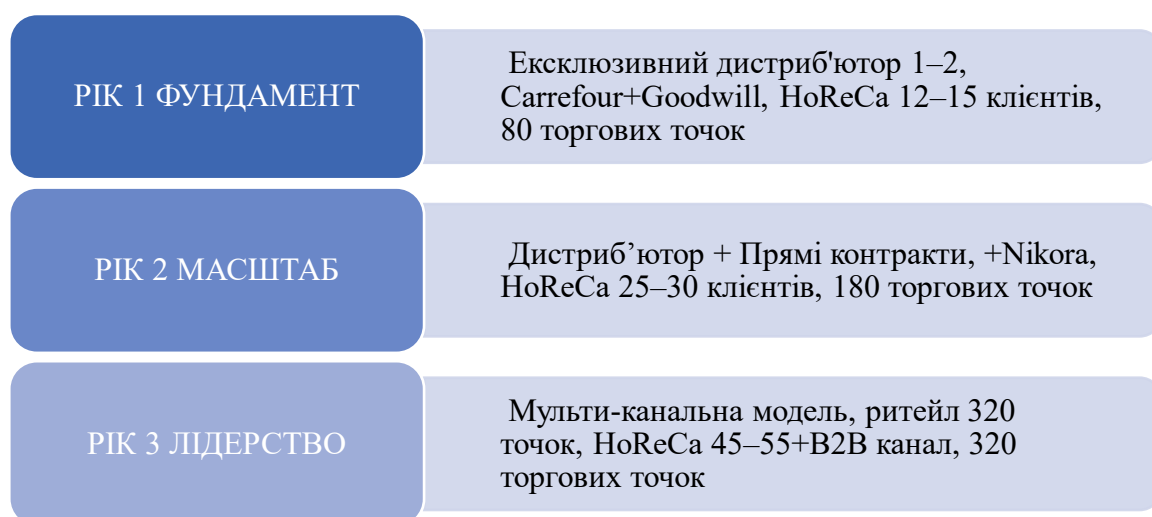 РІК 1 ФУНДАМЕНТ
Ексклюзивний дистриб'ютор 1–2,
Carrefour+Goodwill, HoReCa 12–15 клієнтів,
80 торгових точок
РІК 2 МАСШТАБ
Дистриб’ютор + Прямі контракти, +Nikora,
HoReCa 25–30 клієнтів, 180 торгових точок
РІК 3 ЛІДЕРСТВО
Мульти-канальна модель, ритейл 320
точок, HoReCa 45–55+B2B канал, 320
торгових точок